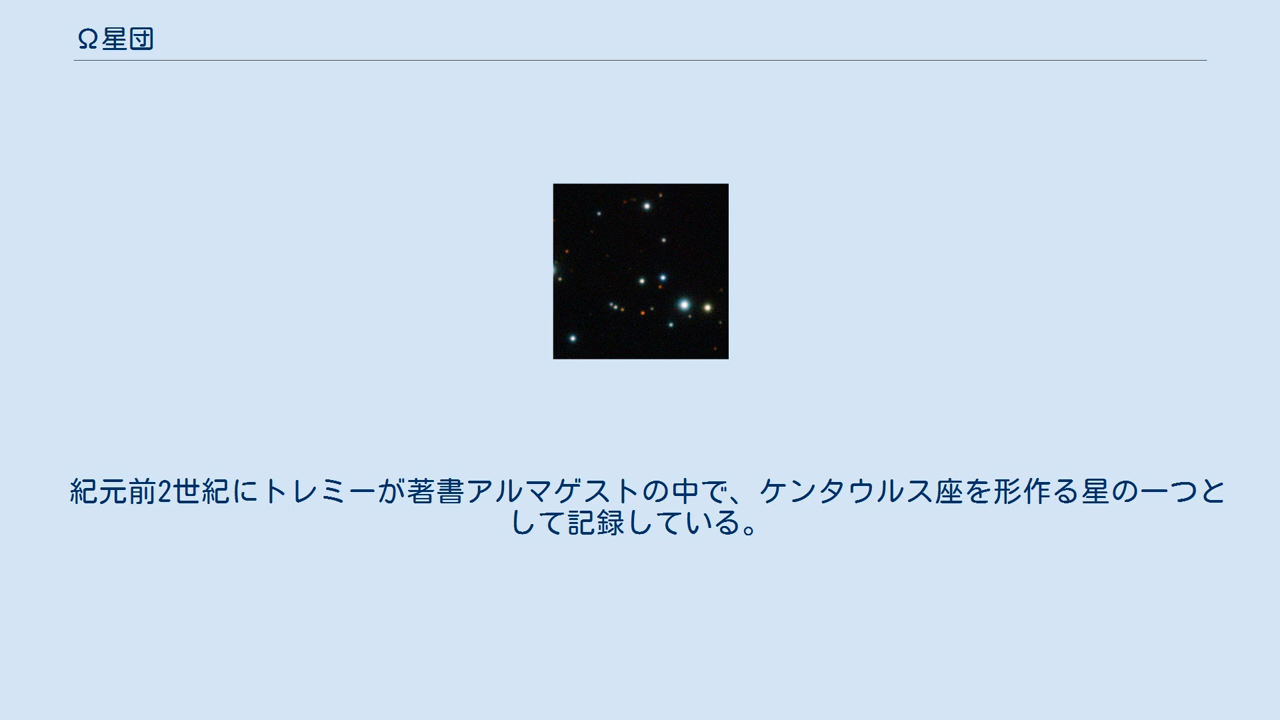 Ω星団
紀元前2世紀にトレミーが著書アルマゲストの中で、ケンタウルス座を形作る星の一つと
して記録している。